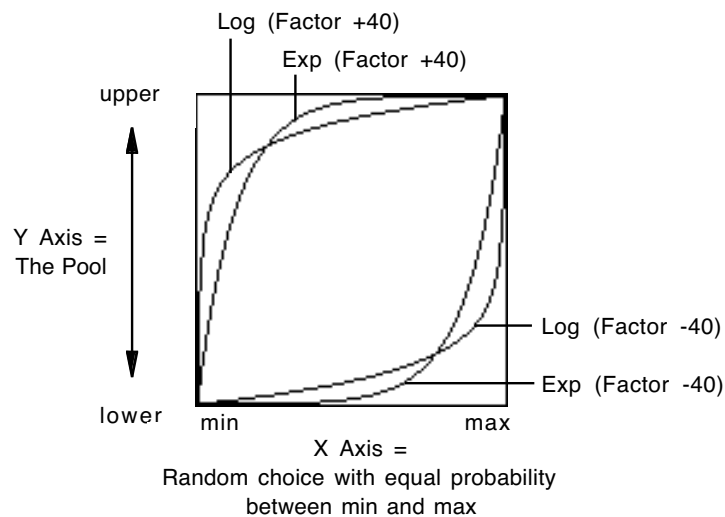 Log (Factor +40)
Exp (Factor +40)
upper
Y Axis =
The Pool
Log (Factor -40)
Exp (Factor -40)
lower
min
max
X Axis =
Random choice with equal probability
between min and max